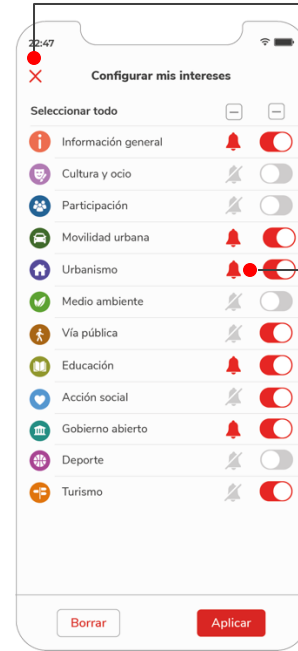 22:47
Configurar mis intereses
Seleccionar todo
Información general
Cultura y ocio
Participación
Movilidad urbana
Urbanismo
Medio ambiente
Vía pública
Educación
Acción social
Gobierno abierto
Deporte
Turismo
Borrar Aplicar